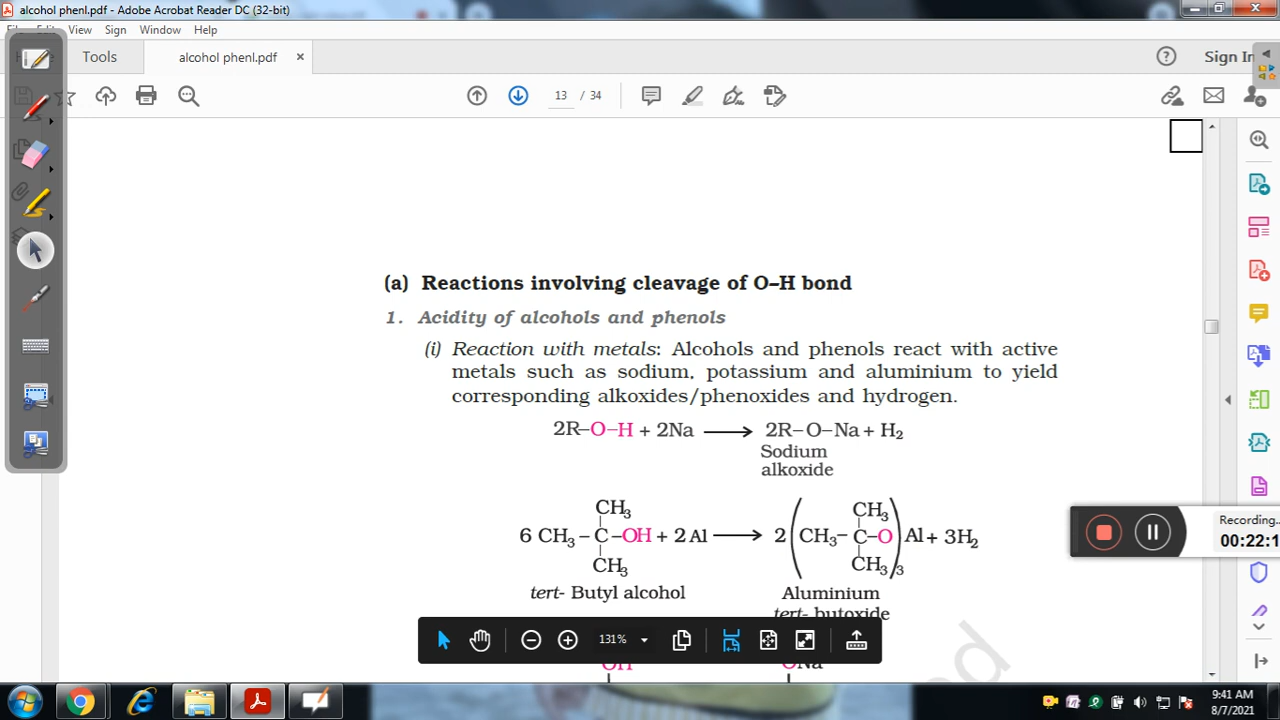 alcohol phenl.pdf - Adobe Acrobat Reader DC (32-bit)
View Sign Window Help
Tools
alcohol phenl.pdf ×
Sign In
13 / 34
(a) Reactions involving cleavage of O–H bond
1. Acidity of alcohols and phenols
(i) Reaction with metals: Alcohols and phenols react with active
metals such as sodium, potassium and aluminium to yield
corresponding alkoxides/phenoxides and hydrogen.
2R–O–H + 2Na ⟶ 2R–O–Na + H₂
Sodium
alkoxide
CH₃ CH₃
6 CH₃ – C – OH + 2 Al ⟶ 2 ( CH₃ – C – O )₃ Al + 3H₂
CH₃ CH₃
tert- Butyl alcohol Aluminium
tert- butoxide
Recording...
00:22:1
131%
OH ONa
9:41 AM
8/7/2021